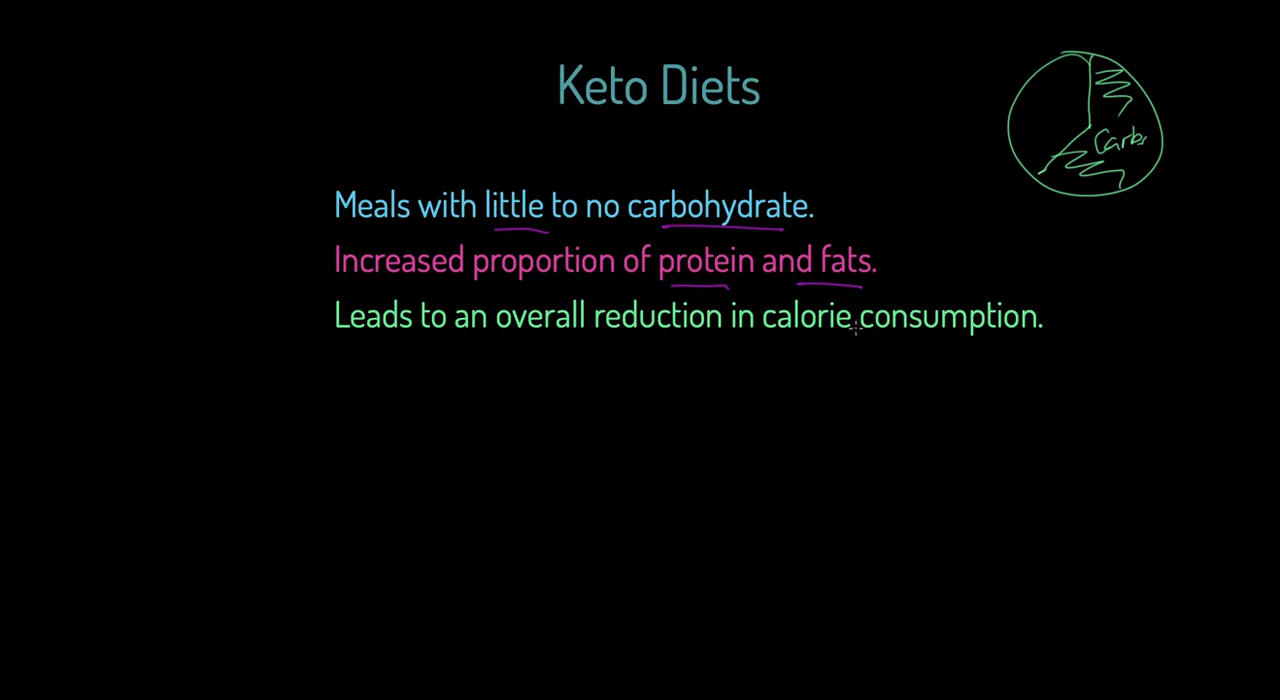 Keto Diets
Carbs
Meals with little to no carbohydrate.
Increased proportion of protein and fats.
Leads to an overall reduction in calorie consumption.